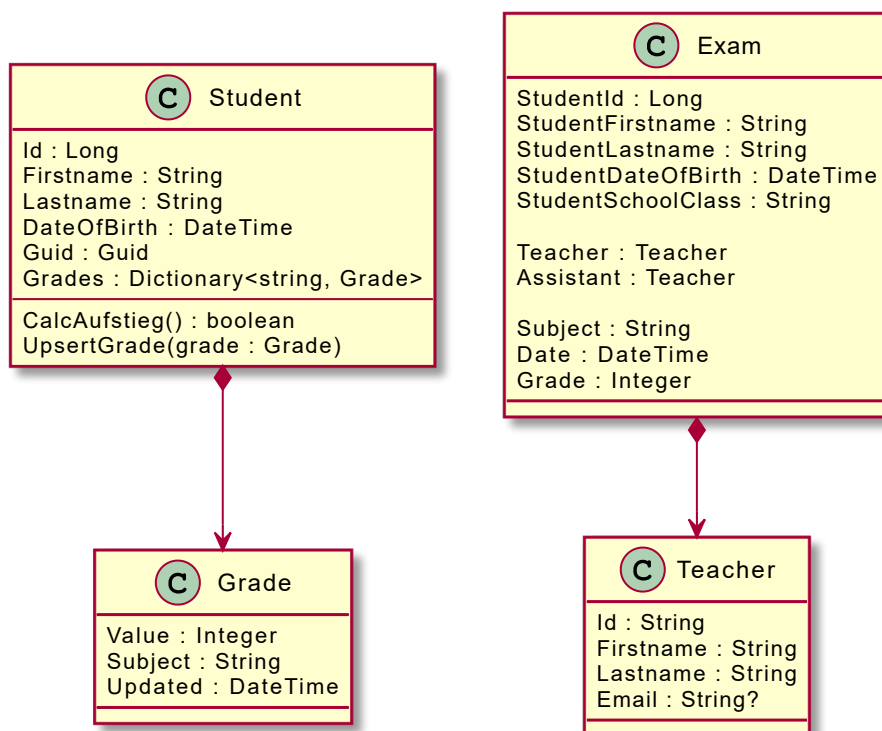 C Student
Id : Long
Firstname : String
Lastname : String
DateOfBirth : DateTime
Guid : Guid
Grades : Dictionary<string, Grade>
CalcAufstieg() : boolean
UpsertGrade(grade : Grade)
C Exam
StudentId : Long
StudentFirstname : String
StudentLastname : String
StudentDateOfBirth : DateTime
StudentSchoolClass : String
Teacher : Teacher
Assistant : Teacher
Subject : String
Date : DateTime
Grade : Integer
C Grade
Value : Integer
Subject : String
Updated : DateTime
C Teacher
Id : String
Firstname : String
Lastname : String
Email : String?